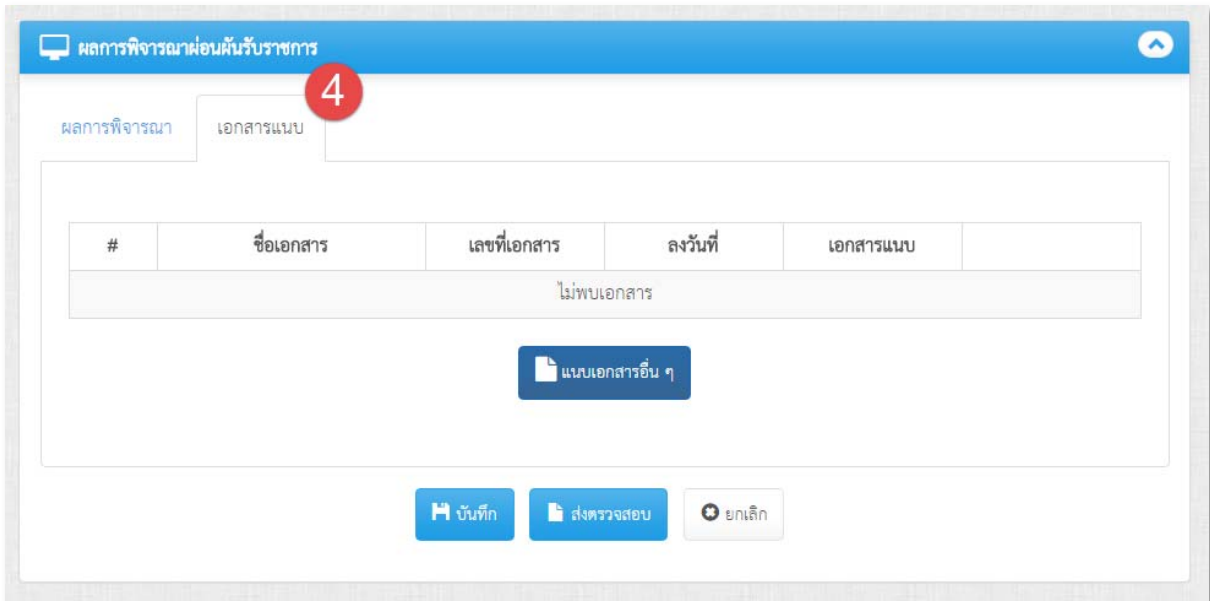 ผลการพิจารณาผ่อนผันรับราชการ
4
ผลการพิจารณา เอกสารแนบ
# ชื่อเอกสาร เลขที่เอกสาร ลงวันที่ เอกสารแนบ
ไม่พบเอกสาร
แนบเอกสารอื่น ๆ
บันทึก ส่งตรวจสอบ ยกเลิก